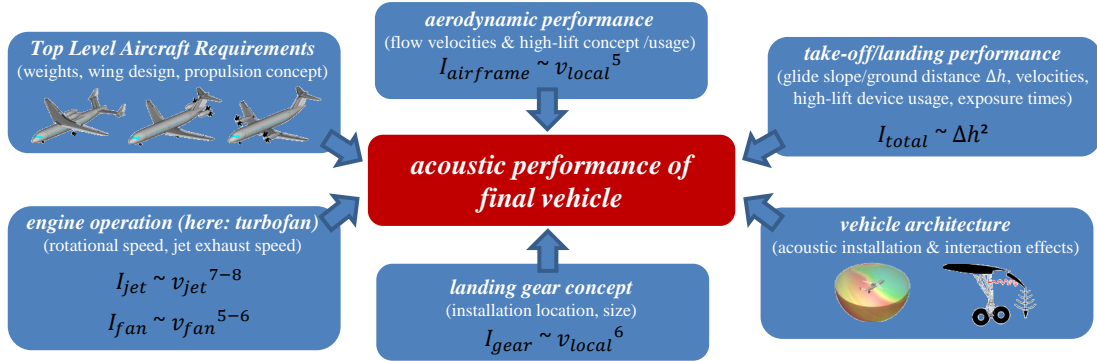 Top Level Aircraft Requirements
(weights, wing design, propulsion concept)
aerodynamic performance
(flow velocities & high-lift concept /usage)
I_airframe ~ v_local^5
take-off/landing performance
(glide slope/ground distance Δh, velocities,
high-lift device usage, exposure times)
I_total ~ Δh²
acoustic performance of
final vehicle
engine operation (here: turbofan)
(rotational speed, jet exhaust speed)
I_jet ~ v_jet^7−8
I_fan ~ v_fan^5−6
landing gear concept
(installation location, size)
I_gear ~ v_local^6
vehicle architecture
(acoustic installation & interaction effects)